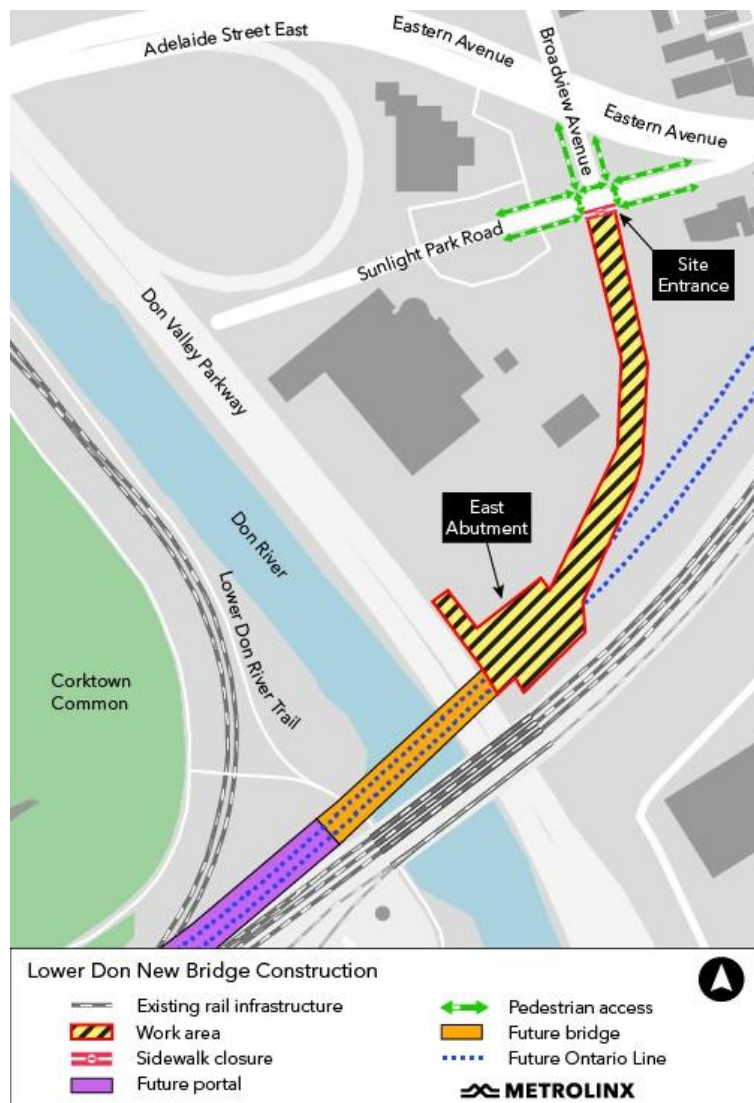 Adelaide Street East
Eastern Avenue
Broadview Avenue
Eastern Avenue
Sunlight Park Road
Site
Entrance
Don Valley Parkway
East
Abutment
Don River
Lower Don River Trail
Corktown
Common
Lower Don New Bridge Construction
Existing rail infrastructure
Work area
Sidewalk closure
Future portal
Pedestrian access
Future bridge
Future Ontario Line
METROLINX